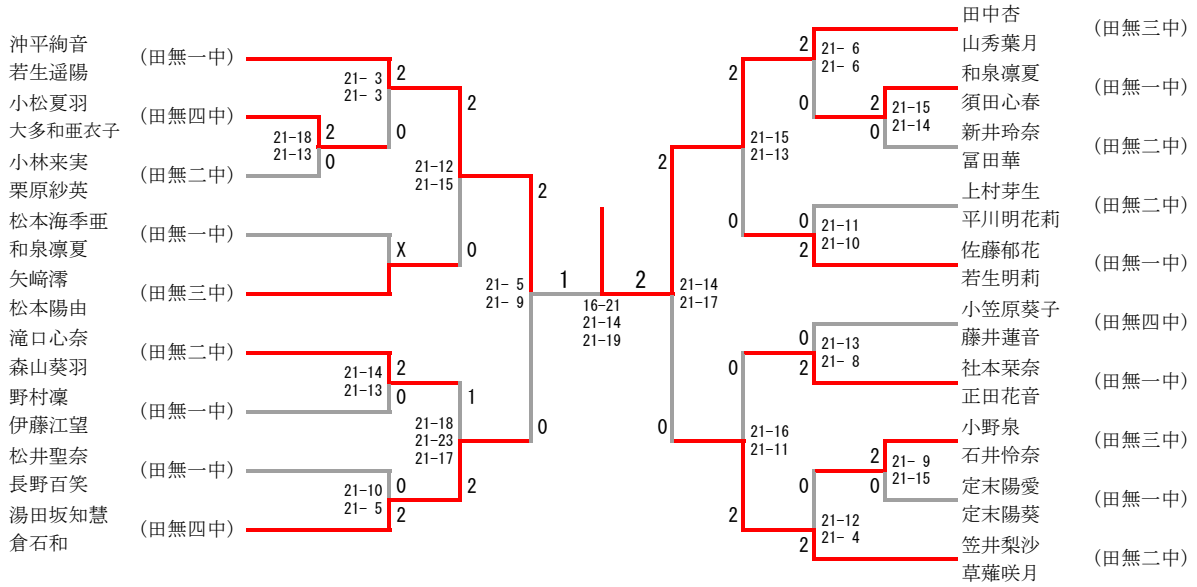 沖平絢音
若生遥陽
(田無一中)
小松夏羽
大多和亜衣子
(田無四中)
小林来実
栗原紗英
(田無二中)
松本海季亜
和泉凛夏
(田無一中)
矢﨑澪
松本陽由
(田無三中)
滝口心奈
森山葵羽
(田無二中)
野村凜
伊藤江望
(田無一中)
松井聖奈
長野百笑
(田無一中)
湯田坂知慧
倉石和
(田無四中)
21-18
21-13
2
0
21- 3
21- 3
2
0
X
21-14
21-13
2
0
21-10
21- 5
0
2
21-12
21-15
2
0
21-18
21-23
21-17
1
2
21- 5
21- 9
2
0
1
2
16-21
21-14
21-19
21-14
21-17
2
0
21-15
21-13
2
0
21-16
21-11
0
2
21- 6
21- 6
2
0
21-15
21-14
2
0
21-11
21-10
0
2
21-13
21- 8
0
2
21- 9
21-15
2
0
21-12
21- 4
0
2
田中杏
山秀葉月
(田無三中)
和泉凛夏
須田心春
(田無一中)
新井玲奈
冨田華
(田無二中)
上村芽生
平川明花莉
(田無二中)
佐藤郁花
若生明莉
(田無一中)
小笠原葵子
藤井蓮音
(田無四中)
社本栞奈
正田花音
(田無一中)
小野泉
石井怜奈
(田無三中)
定末陽愛
定末陽葵
(田無一中)
笠井梨沙
草薙咲月
(田無二中)